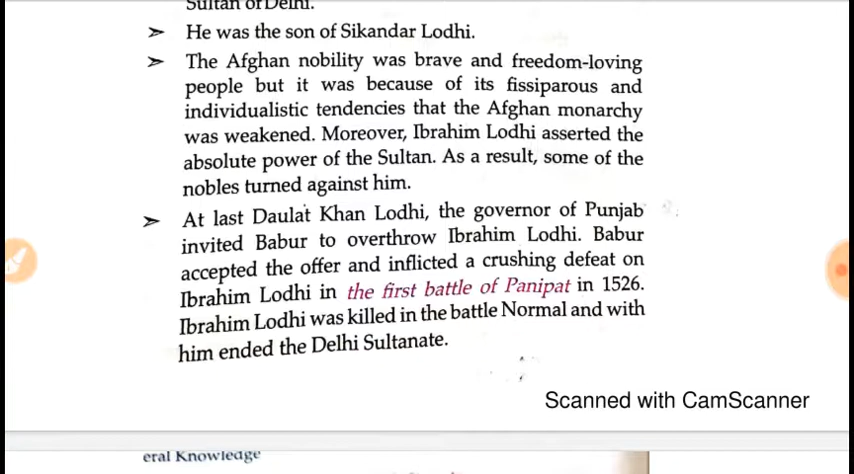 Sultan of Delhi.
➢ He was the son of Sikandar Lodhi.
➢ The Afghan nobility was brave and freedom-loving
people but it was because of its fissiparous and
individualistic tendencies that the Afghan monarchy
was weakened. Moreover, Ibrahim Lodhi asserted the
absolute power of the Sultan. As a result, some of the
nobles turned against him.
➢ At last Daulat Khan Lodhi, the governor of Punjab
invited Babur to overthrow Ibrahim Lodhi. Babur
accepted the offer and inflicted a crushing defeat on
Ibrahim Lodhi in the first battle of Panipat in 1526.
Ibrahim Lodhi was killed in the battle Normal and with
him ended the Delhi Sultanate.
Scanned with CamScanner
eral Knowledge